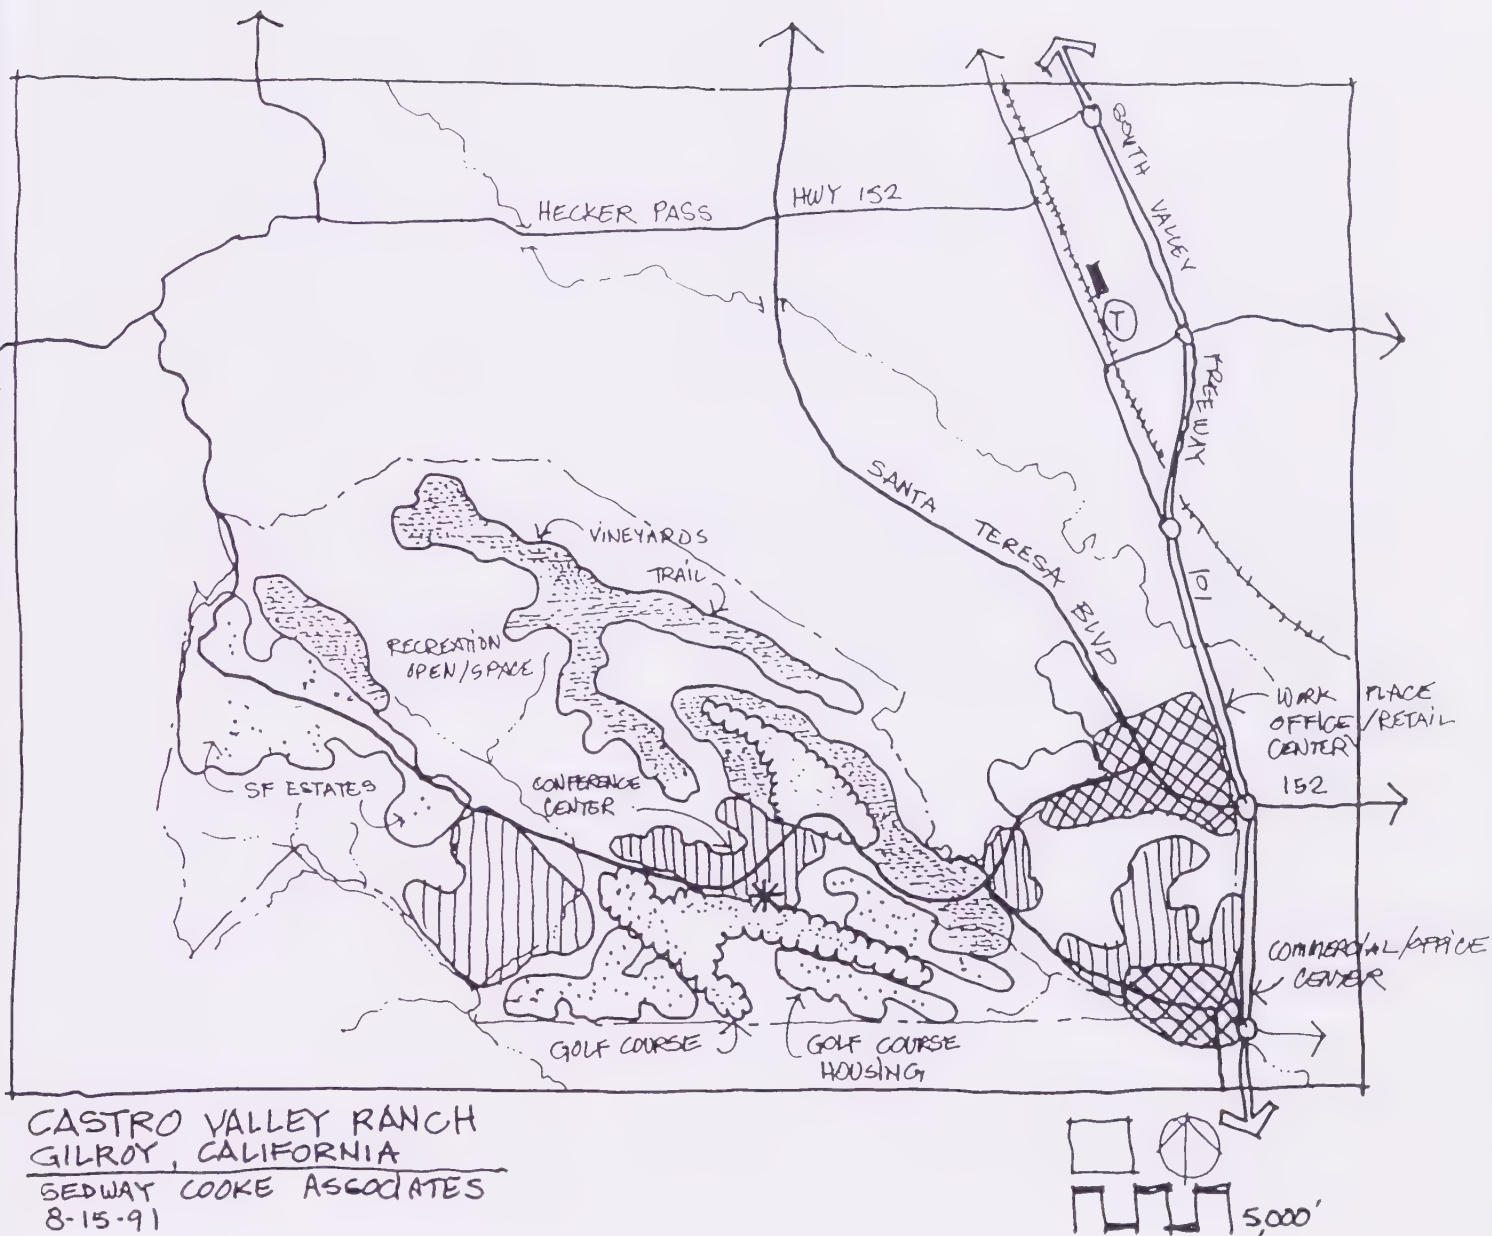 HECKER PASS
HWY 152
SOUTH VALLEY FREEWAY
T
SANTA TERESA BLVD
101
VINEYARDS
TRAIL
RECREATION
OPEN/SPACE
WORK PLACE
OFFICE/RETAIL
CENTER
152
SF ESTATES
CONFERENCE
CENTER
COMMERCIAL/OFFICE
CENTER
GOLF COURSE
GOLF COURSE
HOUSING
CASTRO VALLEY RANCH
GILROY, CALIFORNIA
SEDWAY COOKE ASSOCIATES
8-15-91
5,000'